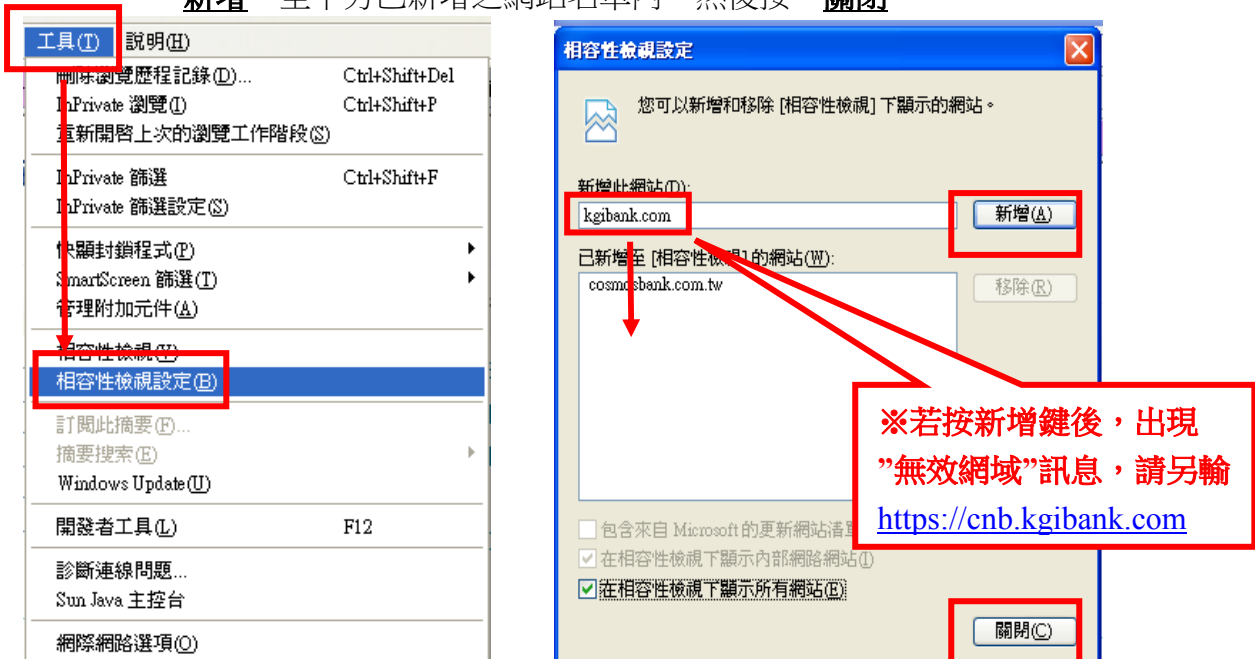 新增 至下方已新增之網站名單內 然後按 關閉
工具(T) 說明(H)
刪除瀏覽歷程記錄(D)... Ctrl+Shift+Del
InPrivate 瀏覽(I) Ctrl+Shift+P
重新開啓上次的瀏覽工作階段(S)
InPrivate 篩選 Ctrl+Shift+F
InPrivate 篩選設定(S)
快顯封鎖程式(P)
SmartScreen 篩選(T)
管理附加元件(A)
相容性檢視(V)
相容性檢視設定(B)
訂閱此摘要(F)...
摘要搜索(E)
Windows Update(U)
開發者工具(L) F12
診斷連線問題...
Sun Java 主控台
網際網路選項(O)
相容性檢視設定
您可以新增和移除 [相容性檢視] 下顯示的網站。
新增此網站(D):
kgibank.com
新增(A)
已新增至 [相容性檢視] 的網站(W):
cosmosbank.com.tw
移除(R)
※若按新增鍵後，出現
”無效網域”訊息，請另輸
https://cnb.kgibank.com
包含來自 Microsoft 的更新網站清單
在相容性檢視下顯示內部網路網站(I)
在相容性檢視下顯示所有網站(E)
關閉(C)